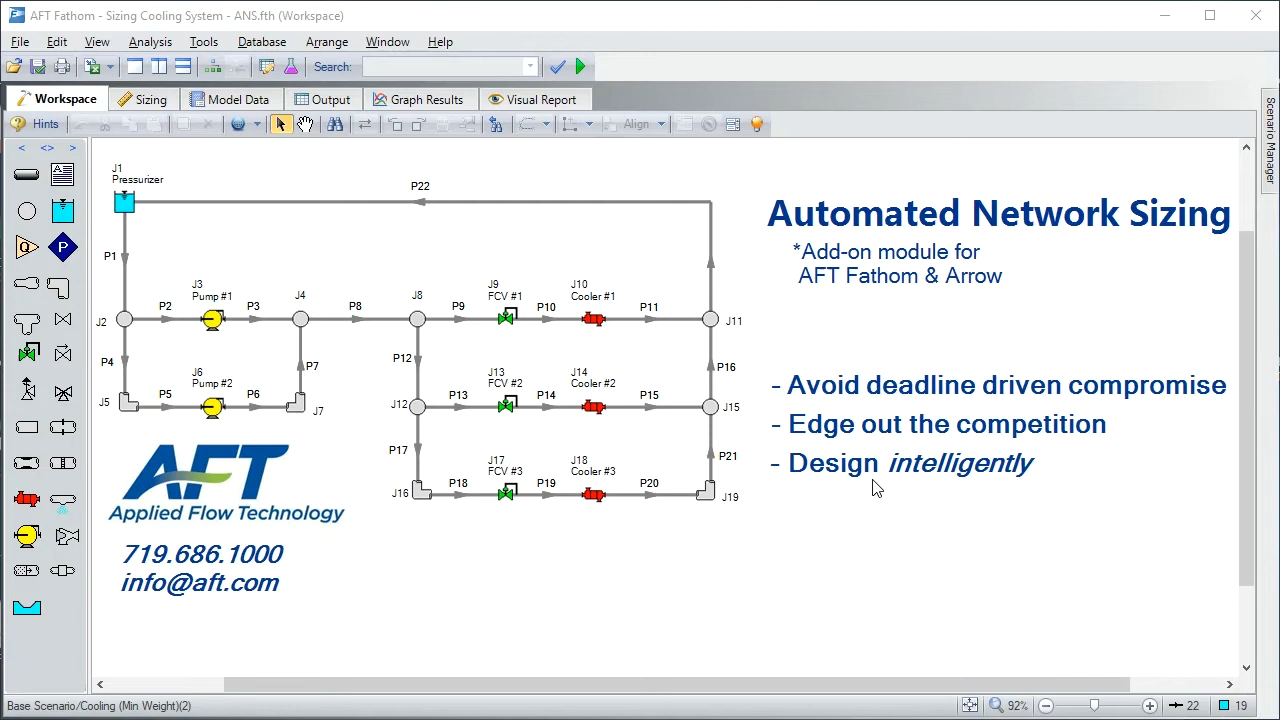 AFT Fathom - Sizing Cooling System - ANS.fth (Workspace)
File Edit View Analysis Tools Database Arrange Window Help
Search:
Workspace Sizing Model Data Output Graph Results Visual Report
Hints Align
Scenario Manager
J1
Pressurizer
P22
Automated Network Sizing
*Add-on module for
AFT Fathom & Arrow
P1
J3
Pump #1
J4
J8
J9
FCV #1
J10
Cooler #1
J2 P2 P3 P8 P9 P10 P11 J11
P4 P7 P12 P16
J6
Pump #2
J13
FCV #2
J14
Cooler #2
J5 P5 P6 J7 J12 P13 P14 P15 J15
- Avoid deadline driven compromise
- Edge out the competition
- Design intelligently
P17 P21
J17
FCV #3
J18
Cooler #3
J16 P18 P19 P20 J19
AFT
Applied Flow Technology
719.686.1000
info@aft.com
Base Scenario/Cooling (Min Weight)(2) 92% 22 19